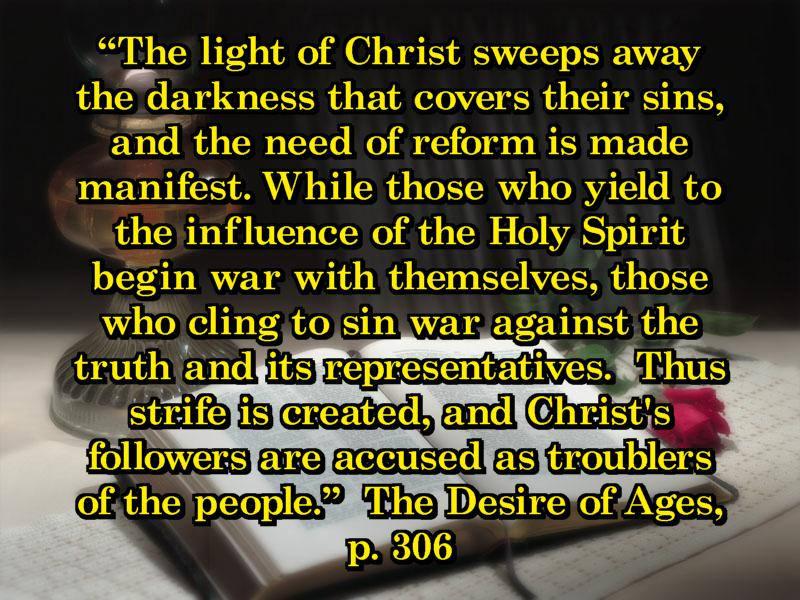 “The light of Christ sweeps away
the darkness that covers their sins,
and the need of reform is made
manifest. While those who yield to
the influence of the Holy Spirit
begin war with themselves, those
who cling to sin war against the
truth and its representatives.  Thus
strife is created, and Christ's
followers are accused as troublers
of the people.”  The Desire of Ages,
p. 306